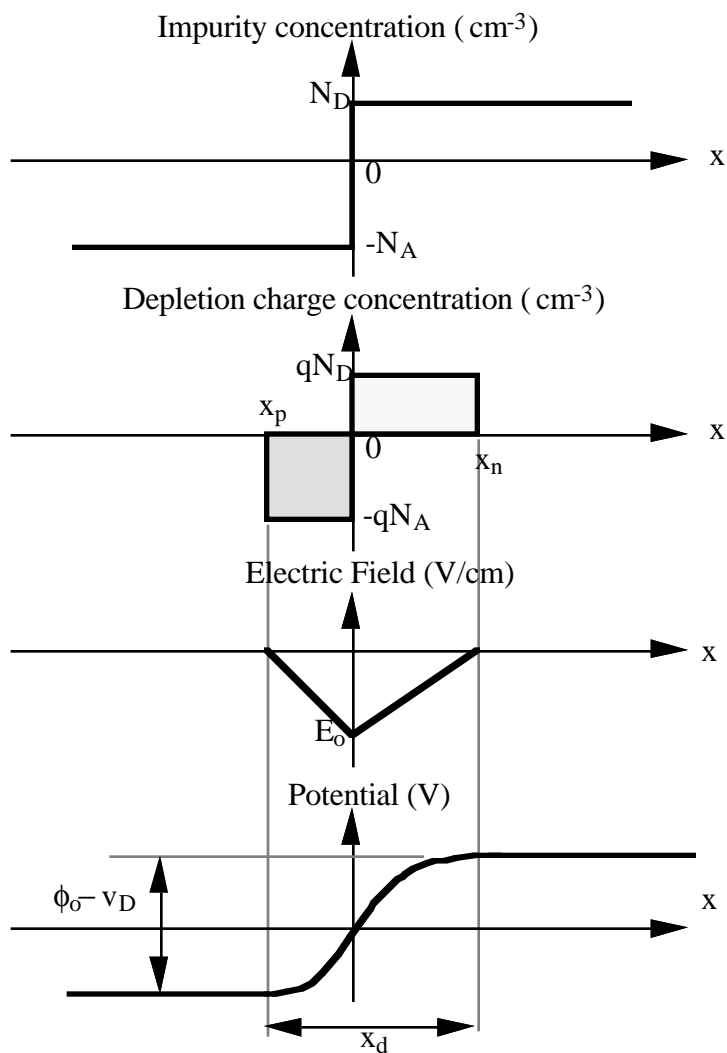 Impurity concentration ( cm-3)
ND
x
0
-NA
Depletion charge concentration ( cm-3)
qND
xp
x
0
xn
-qNA
Electric Field (V/cm)
x
Eo
Potential (V)
ϕo− vD
x
xd